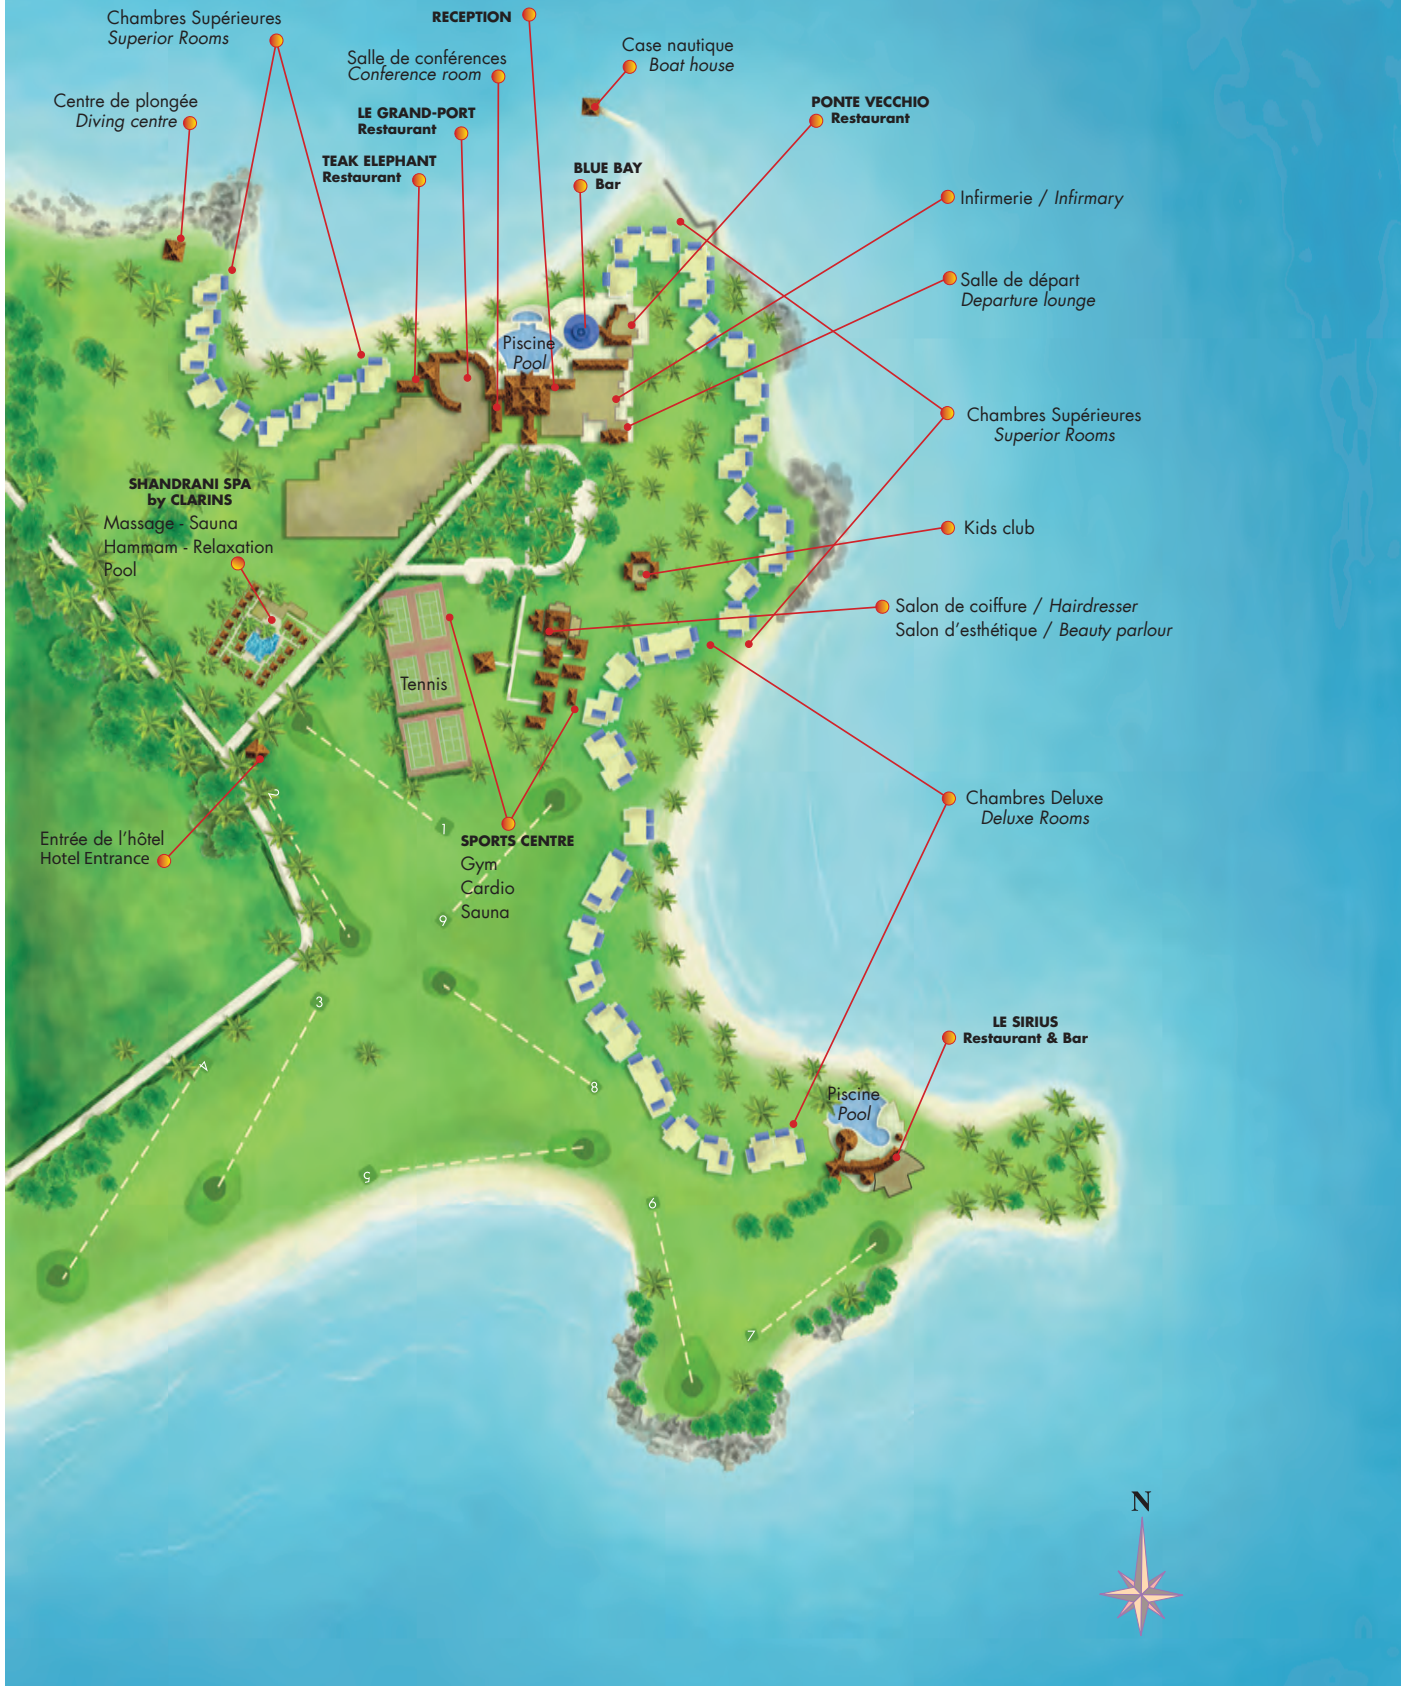 Chambres Supérieures
Superior Rooms
RECEPTION
Salle de conférences
Conference room
Case nautique
Boat house
Centre de plongée
Diving centre
LE GRAND-PORT
Restaurant
PONTE VECCHIO
Restaurant
TEAK ELEPHANT
Restaurant
BLUE BAY
Bar
Infirmerie / Infirmary
Salle de départ
Departure lounge
Piscine
Pool
Chambres Supérieures
Superior Rooms
SHANDRANI SPA
by CLARINS
Massage - Sauna
Hammam - Relaxation
Pool
Kids club
Salon de coiffure / Hairdresser
Salon d'esthétique / Beauty parlour
Tennis
2
1
Entrée de l'hôtel
Hotel Entrance
SPORTS CENTRE
Gym
Cardio
Sauna
9
Chambres Deluxe
Deluxe Rooms
3
LE SIRIUS
Restaurant & Bar
4
8
Piscine
Pool
5
6
7
N